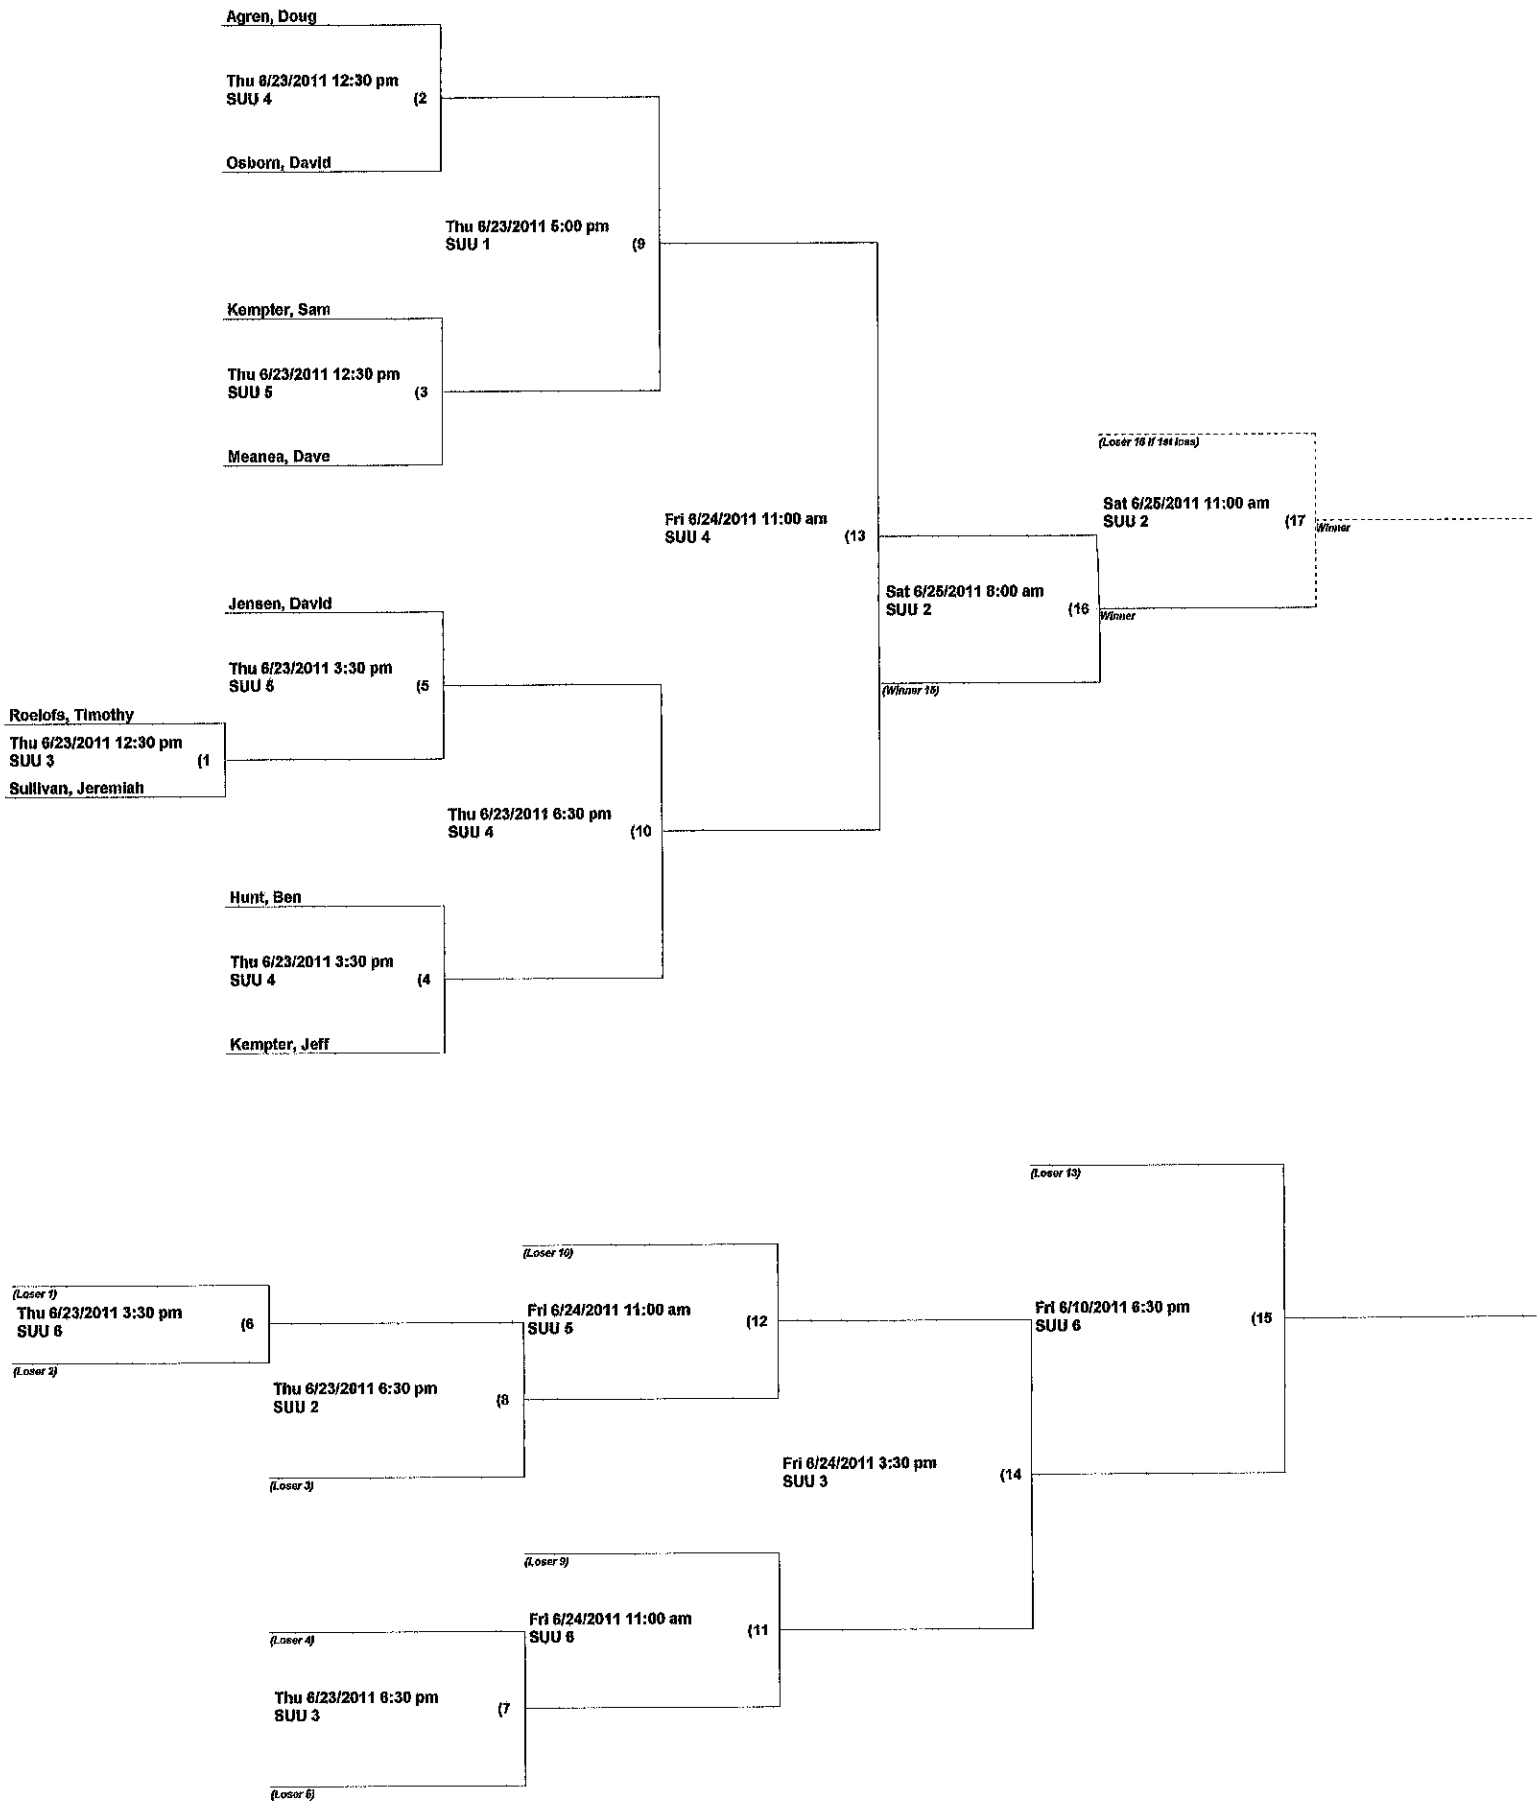 Agren, Doug
Thu 6/23/2011 12:30 pm
SUU 4 (2
Osborn, David
Thu 6/23/2011 5:00 pm
SUU 1 (9
Kempter, Sam
Thu 6/23/2011 12:30 pm
SUU 5 (3
Meanea, Dave
(Loser 16 if 1st loss)
Sat 6/25/2011 11:00 am
SUU 2 (17
Winner
Fri 6/24/2011 11:00 am
SUU 4 (13
Sat 6/25/2011 8:00 am
SUU 2 (16
Winner
(Winner 15)
Jensen, David
Thu 6/23/2011 3:30 pm
SUU 5 (5
Roelofs, Timothy
Thu 6/23/2011 12:30 pm
SUU 3 (1
Sullivan, Jeremiah
Thu 6/23/2011 6:30 pm
SUU 4 (10
Hunt, Ben
Thu 6/23/2011 3:30 pm
SUU 4 (4
Kempter, Jeff
(Loser 13)
(Loser 10)
(Loser 1)
Thu 6/23/2011 3:30 pm
SUU 6 (6
(Loser 2)
Fri 6/24/2011 11:00 am
SUU 5 (12
Fri 6/10/2011 6:30 pm
SUU 6 (15
Thu 6/23/2011 6:30 pm
SUU 2 (8
(Loser 3)
Fri 6/24/2011 3:30 pm
SUU 3 (14
(Loser 9)
Fri 6/24/2011 11:00 am
SUU 6 (11
(Loser 4)
Thu 6/23/2011 6:30 pm
SUU 3 (7
(Loser 5)